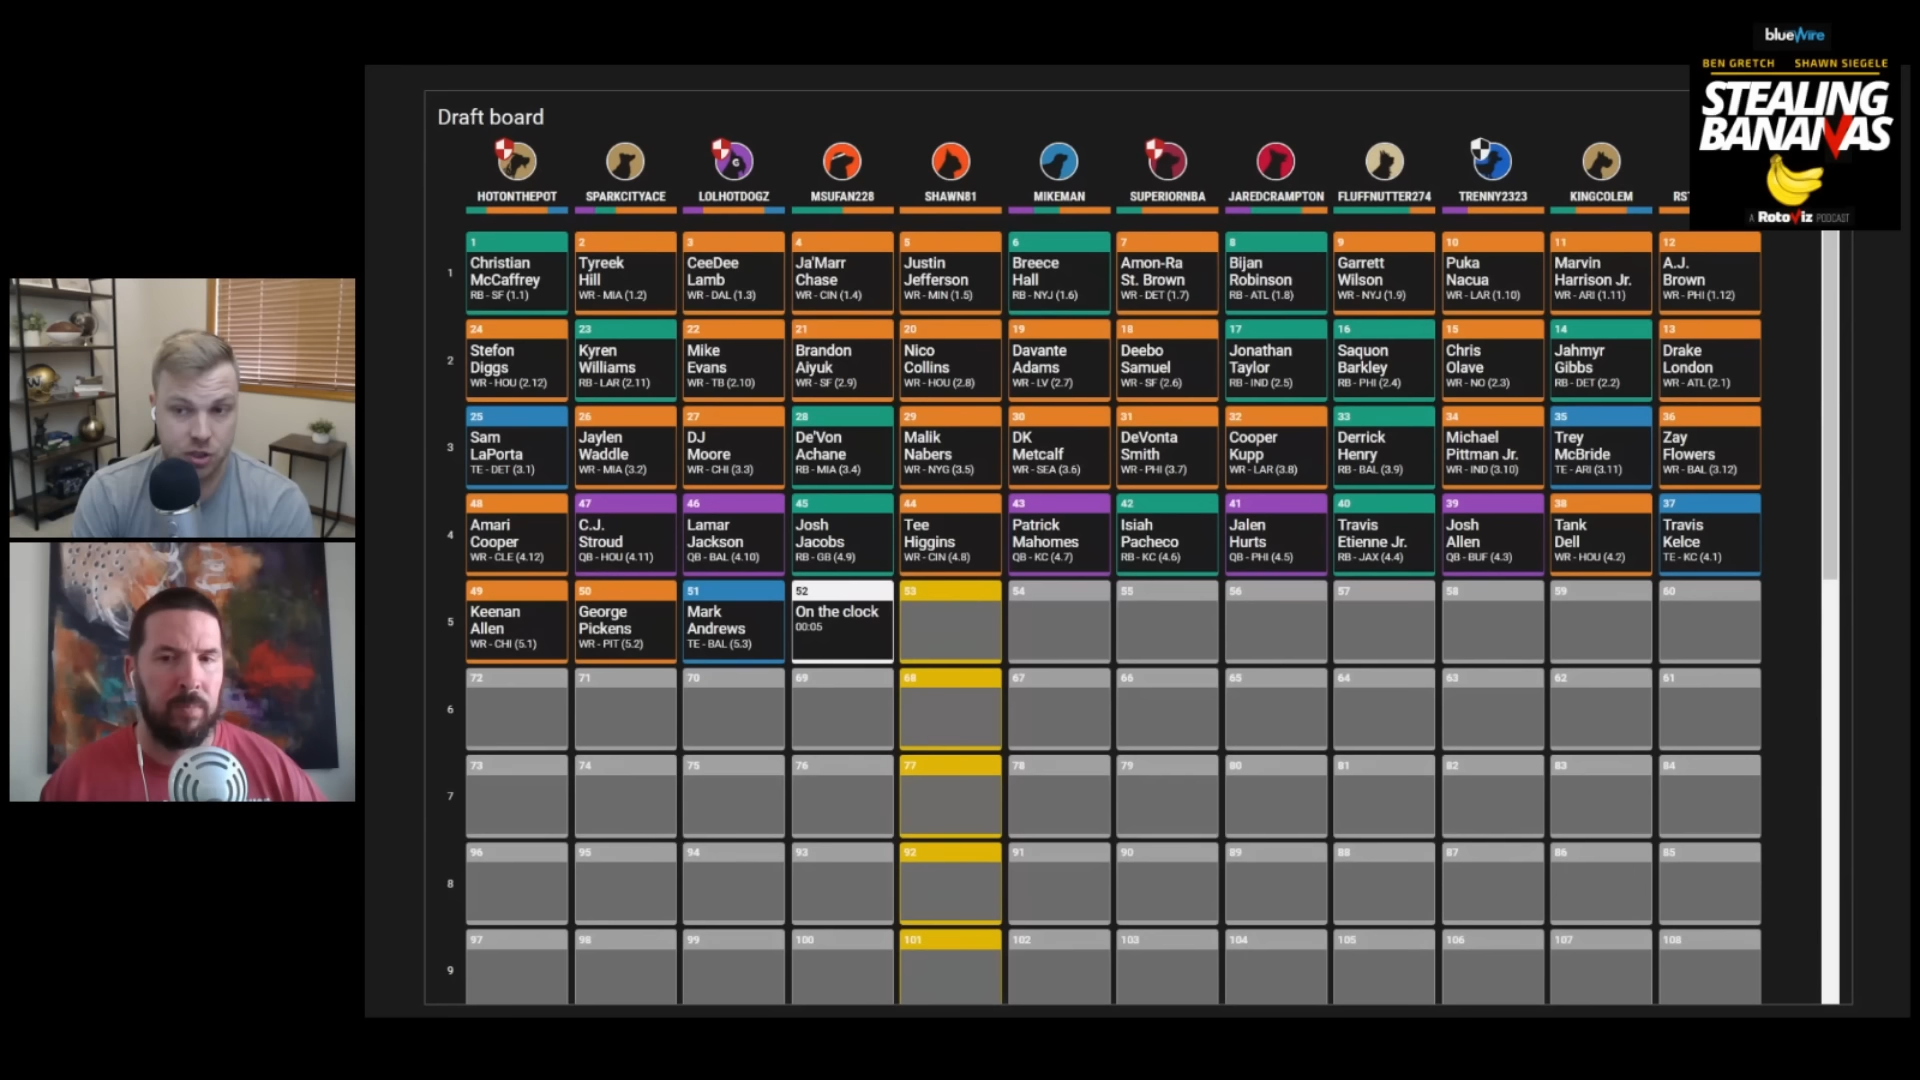 blueWire
BEN GRETCH SHAWN SIEGELE
STEALING
BANANAS
A RotoViz PODCAST
Draft board
HOTONTHEPOT SPARKCITYACE LOLHOTDOGZ MSUFAN228 SHAWN81 MIKEMAN SUPERIORNBA JAREDCRAMPTON FLUFFNUTTER274 TRENNY2323 KINGCOLEM RST
1 2 3 4 5 6 7 8 9 10 11 12
1
Christian Tyreek CeeDee Ja'Marr Justin Breece Amon-Ra Bijan Garrett Puka Marvin A.J.
McCaffrey Hill Lamb Chase Jefferson Hall St. Brown Robinson Wilson Nacua Harrison Jr. Brown
RB - SF (1.1) WR - MIA (1.2) WR - DAL (1.3) WR - CIN (1.4) WR - MIN (1.5) RB - NYJ (1.6) WR - DET (1.7) RB - ATL (1.8) WR - NYJ (1.9) WR - LAR (1.10) WR - ARI (1.11) WR - PHI (1.12)
24 23 22 21 20 19 18 17 16 15 14 13
2
Stefon Kyren Mike Brandon Nico Davante Deebo Jonathan Saquon Chris Jahmyr Drake
Diggs Williams Evans Aiyuk Collins Adams Samuel Taylor Barkley Olave Gibbs London
WR - HOU (2.12) RB - LAR (2.11) WR - TB (2.10) WR - SF (2.9) WR - HOU (2.8) WR - LV (2.7) WR - SF (2.6) RB - IND (2.5) RB - PHI (2.4) WR - NO (2.3) RB - DET (2.2) WR - ATL (2.1)
25 26 27 28 29 30 31 32 33 34 35 36
3
Sam Jaylen DJ De'Von Malik DK DeVonta Cooper Derrick Michael Trey Zay
LaPorta Waddle Moore Achane Nabers Metcalf Smith Kupp Henry Pittman Jr. McBride Flowers
TE - DET (3.1) WR - MIA (3.2) WR - CHI (3.3) RB - MIA (3.4) WR - NYG (3.5) WR - SEA (3.6) WR - PHI (3.7) WR - LAR (3.8) RB - BAL (3.9) WR - IND (3.10) TE - ARI (3.11) WR - BAL (3.12)
48 47 46 45 44 43 42 41 40 39 38 37
4
Amari C.J. Lamar Josh Tee Patrick Isiah Jalen Travis Josh Tank Travis
Cooper Stroud Jackson Jacobs Higgins Mahomes Pacheco Hurts Etienne Jr. Allen Dell Kelce
WR - CLE (4.12) QB - HOU (4.11) QB - BAL (4.10) RB - GB (4.9) WR - CIN (4.8) QB - KC (4.7) RB - KC (4.6) QB - PHI (4.5) RB - JAX (4.4) QB - BUF (4.3) WR - HOU (4.2) TE - KC (4.1)
49 50 51 52 53 54 55 56 57 58 59 60
5
Keenan George Mark On the clock
Allen Pickens Andrews 00:05
WR - CHI (5.1) WR - PIT (5.2) TE - BAL (5.3)
72 71 70 69 68 67 66 65 64 63 62 61
6
73 74 75 76 77 78 79 80 81 82 83 84
7
96 95 94 93 92 91 90 89 88 87 86 85
8
97 98 99 100 101 102 103 104 105 106 107 108
9